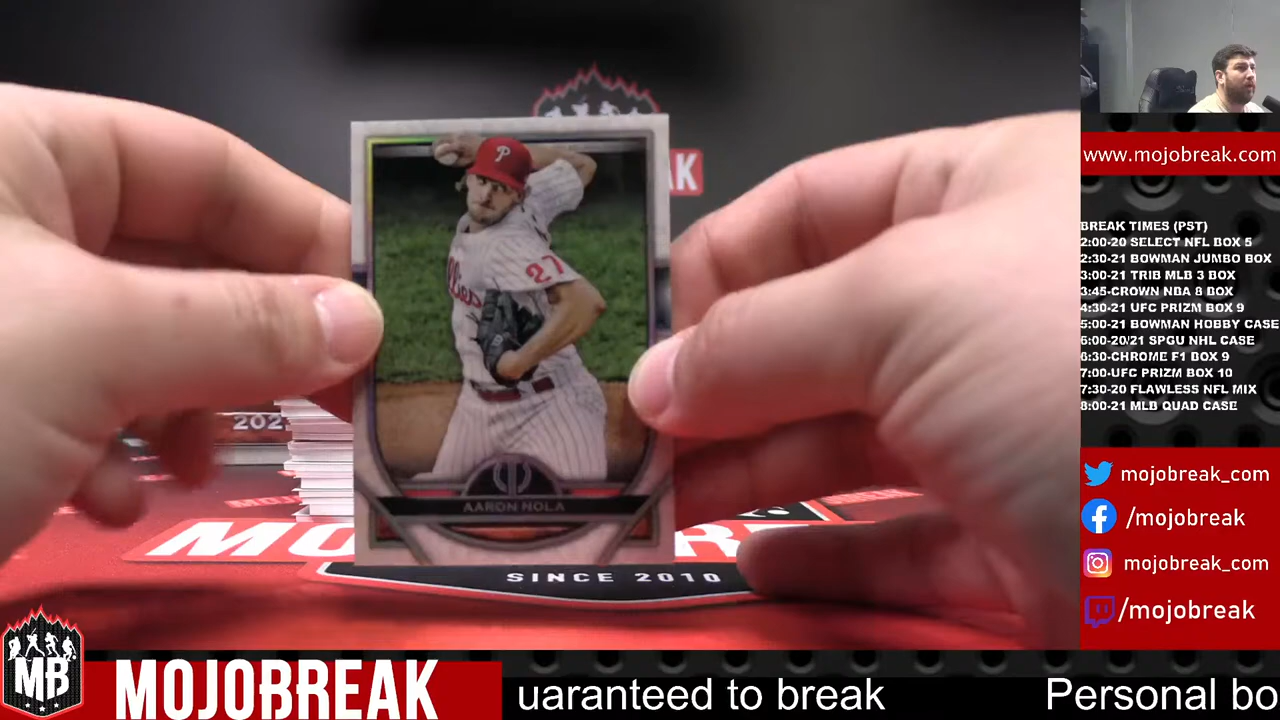 P
27
AARON NOLA
202
SINCE 2010
www.mojobreak.com
BREAK TIMES (PST)
2:00-20 SELECT NFL BOX 5
2:30-21 BOWMAN JUMBO BOX
3:00-21 TRIB MLB 3 BOX
3:45-CROWN NBA 8 BOX
4:30-21 UFC PRIZM BOX 9
5:00-21 BOWMAN HOBBY CASE
6:00-20/21 SPGU NHL CASE
6:30-CHROME F1 BOX 9
7:00-UFC PRIZM BOX 10
7:30-20 FLAWLESS NFL MIX
8:00-21 MLB QUAD CASE
mojobreak_com
/mojobreak
mojobreak_com
/mojobreak
MB
MOJOBREAK
uaranteed to break Personal bo